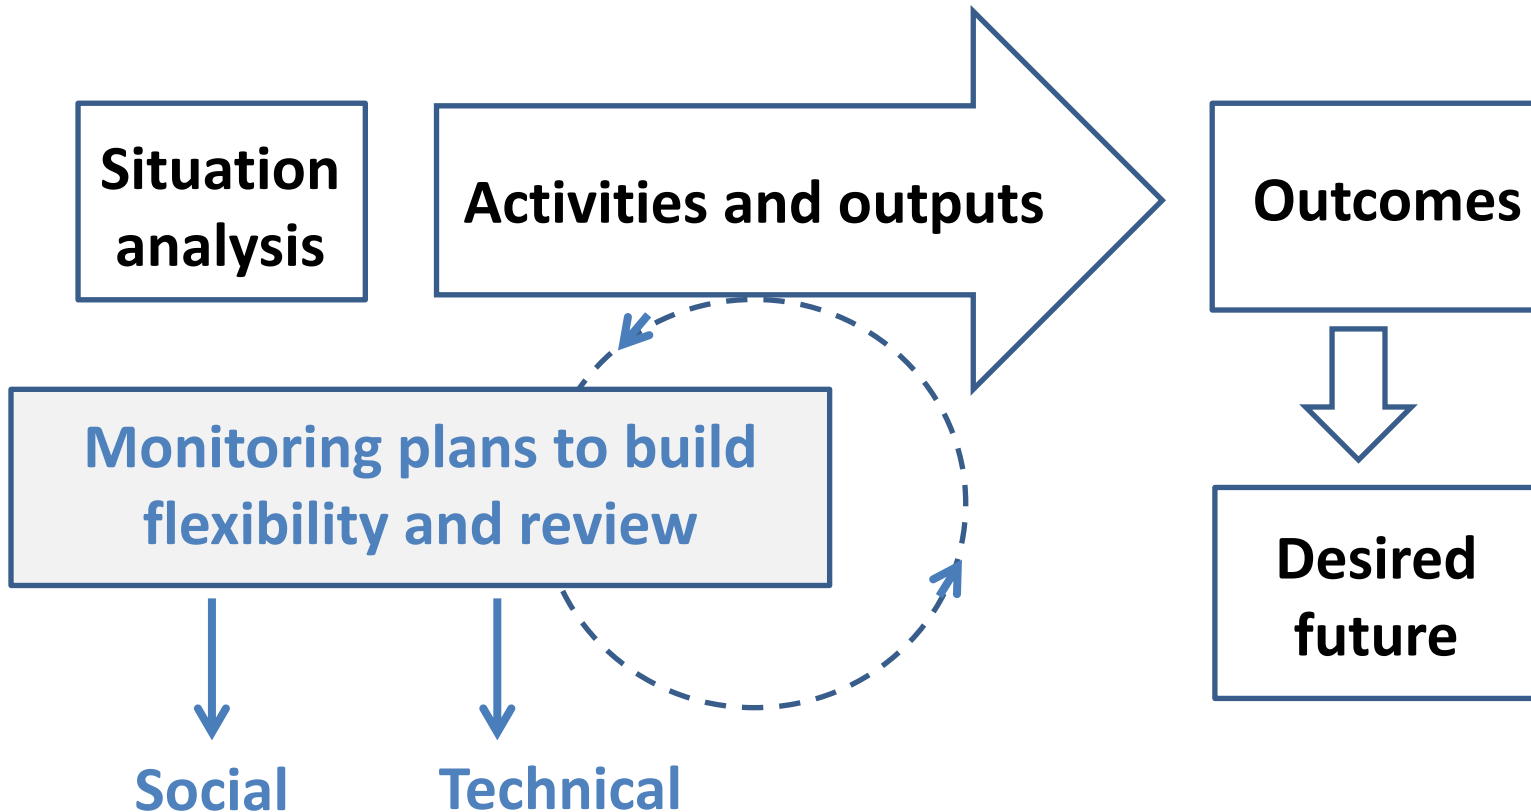 Situation
analysis
Activities and outputs
Outcomes
Monitoring plans to build
flexibility and review
Desired
future
Social
Technical